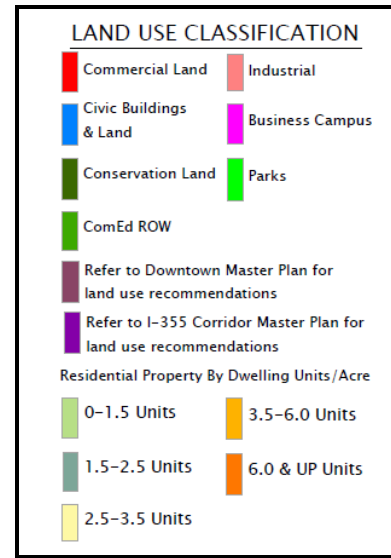 LAND USE CLASSIFICATION
Commercial Land
Industrial
Civic Buildings
& Land
Business Campus
Conservation Land
Parks
ComEd ROW
Refer to Downtown Master Plan for
land use recommendations
Refer to I-355 Corridor Master Plan for
land use recommendations
Residential Property By Dwelling Units/Acre
0-1.5 Units
3.5-6.0 Units
1.5-2.5 Units
6.0 & UP Units
2.5-3.5 Units